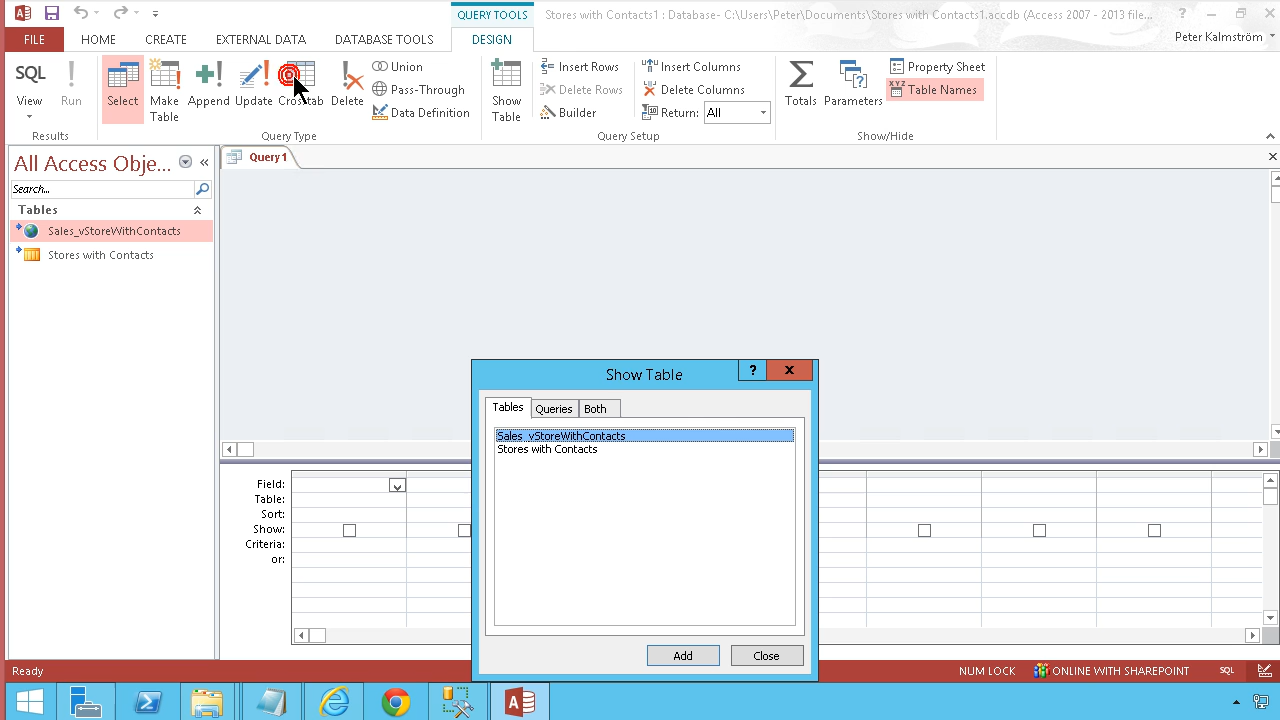 QUERY TOOLS
Stores with Contacts1 : Database- C:\Users\Peter\Documents\Stores with Contacts1.accdb (Access 2007 - 2013 file...
FILE HOME CREATE EXTERNAL DATA DATABASE TOOLS DESIGN
Peter Kalmström
SQL
View
Run
Select
Make Table
Append
Update
Crosstab
Delete
Union
Pass-Through
Data Definition
Show Table
Insert Rows
Delete Rows
Builder
Insert Columns
Delete Columns
Return: All
Totals
Parameters
Property Sheet
XYZ
Table Names
Results
Query Type
Query Setup
Show/Hide
All Access Obje...
Search...
Tables
Sales_vStoreWithContacts
Stores with Contacts
Query1
Show Table
Tables Queries Both
Sales_vStoreWithContacts
Stores with Contacts
Add Close
Field:
Table:
Sort:
Show:
Criteria:
or:
Ready
NUM LOCK
ONLINE WITH SHAREPOINT
SQL